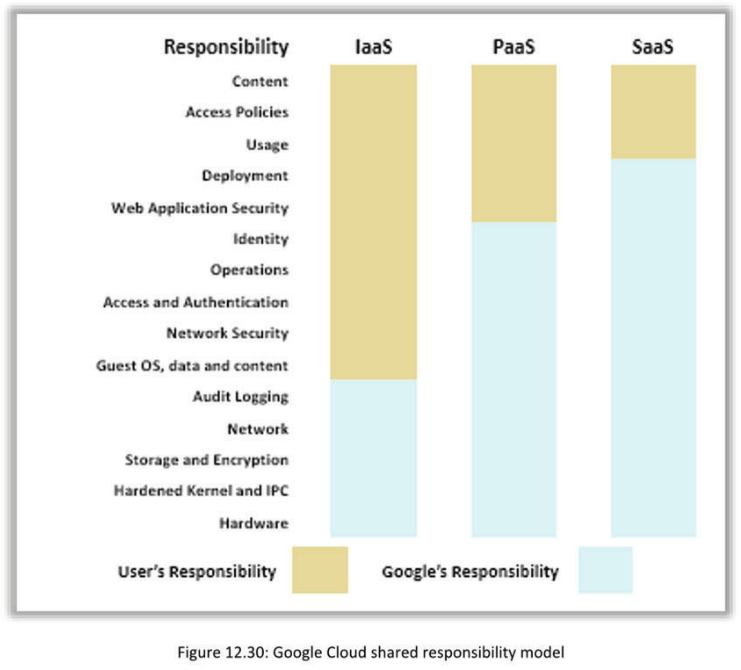 Responsibility IaaS PaaS SaaS
Content
Access Policies
Usage
Deployment
Web Application Security
Identity
Operations
Access and Authentication
Network Security
Guest OS, data and content
Audit Logging
Network
Storage and Encryption
Hardened Kernel and IPC
Hardware
User's Responsibility Google's Responsibility
Figure 12.30: Google Cloud shared responsibility model